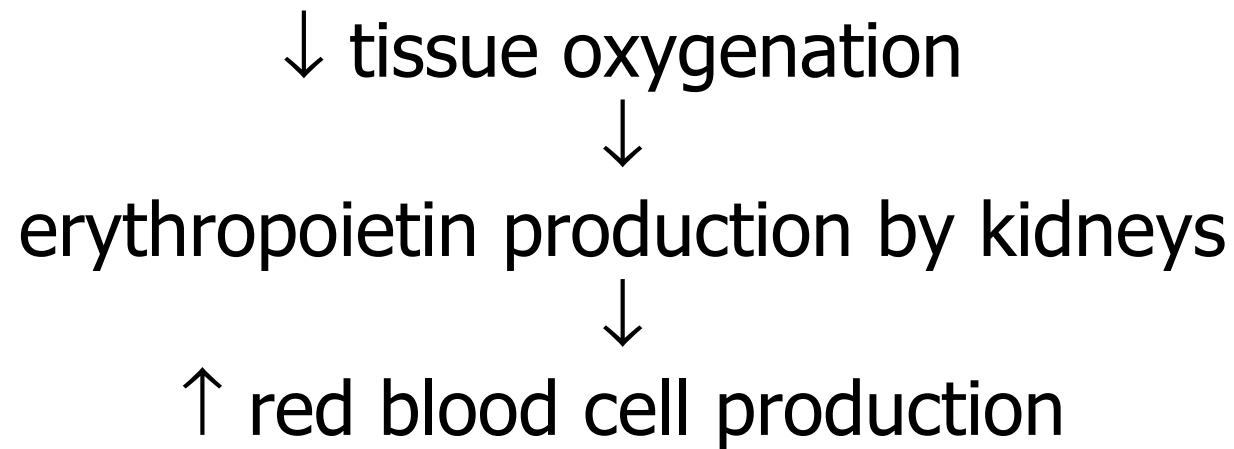 ↓ tissue oxygenation
↓
erythropoietin production by kidneys
↓
↑ red blood cell production